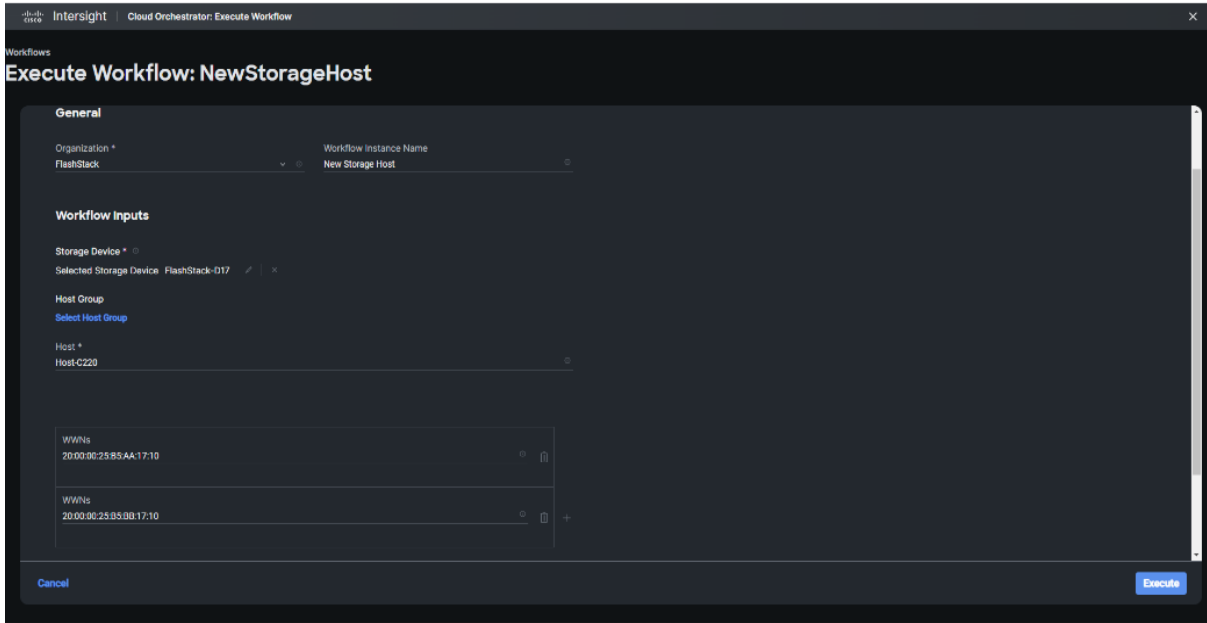 cisco Intersight Cloud Orchestrator: Execute Workflow
Workflows
Execute Workflow: NewStorageHost
General
Organization * Workflow Instance Name
FlashStack New Storage Host
Workflow Inputs
Storage Device *
Selected Storage Device FlashStack-D17
Host Group
Select Host Group
Host *
Host-C220
WWNs
20:00:00:25:B5:AA:17:10
WWNs
20:00:00:25:B5:BB:17:10
Cancel Execute